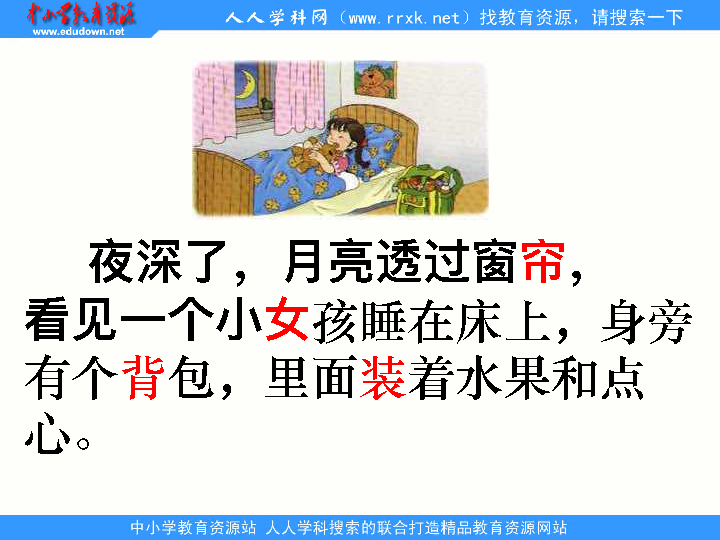 中小学教育资源
www.edudown.net
人人学科网（www.rrxk.net）找教育资源，请搜索一下
夜深了，月亮透过窗帘，
看见一个小女孩睡在床上，身旁
有个背包，里面装着水果和点
心。
中小学教育资源站 人人学科搜索的联合打造精品教育资源网站